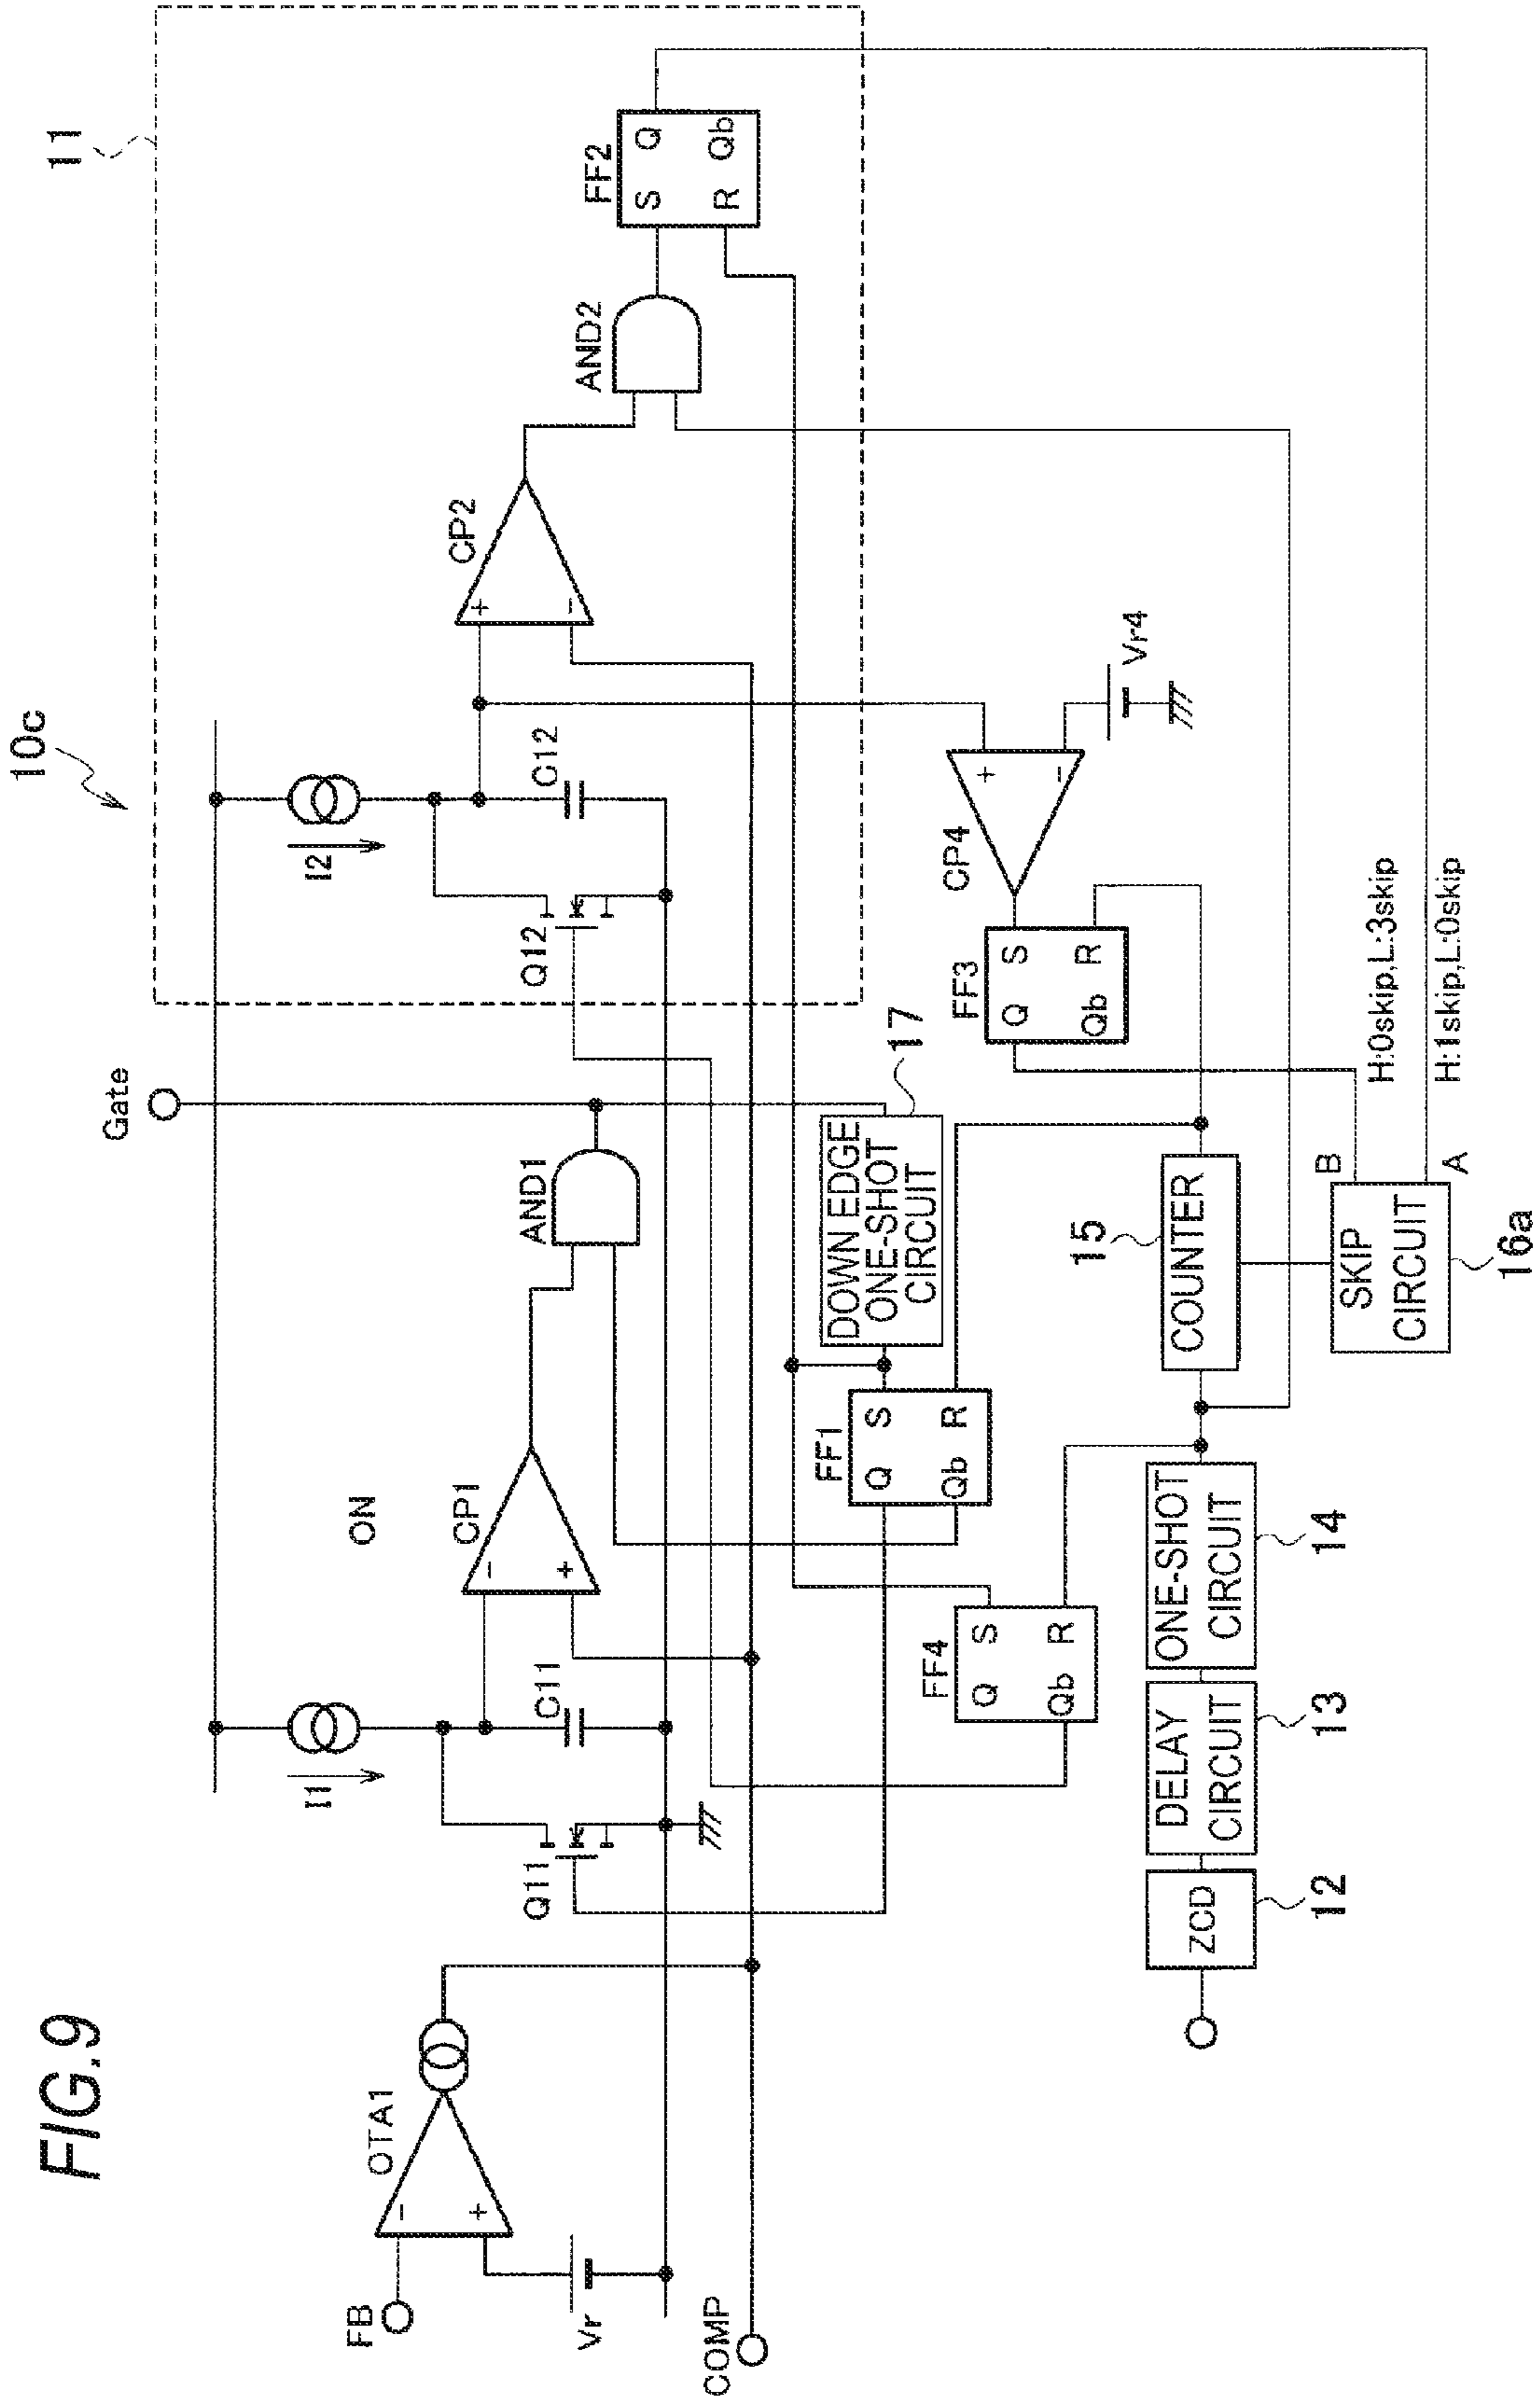 FIG.9
10c
11
Gate
FB
OTA1
-
+
Vr
COMP
I1
Q11
C11
ON
CP1
-
+
AND1
I2
Q12
C12
CP2
+
-
AND2
FF2
S
Q
R
Qb
FF1
Q
S
Qb
R
DOWN EDGE
ONE-SHOT
CIRCUIT
17
FF4
Q
S
Qb
R
FF3
Q
S
Qb
R
CP4
+
-
Vr4
ZCD
12
DELAY
CIRCUIT
13
ONE-SHOT
CIRCUIT
14
COUNTER
15
SKIP
CIRCUIT
16a
B
A
H:0skip,L:3skip
H:1skip,L:0skip